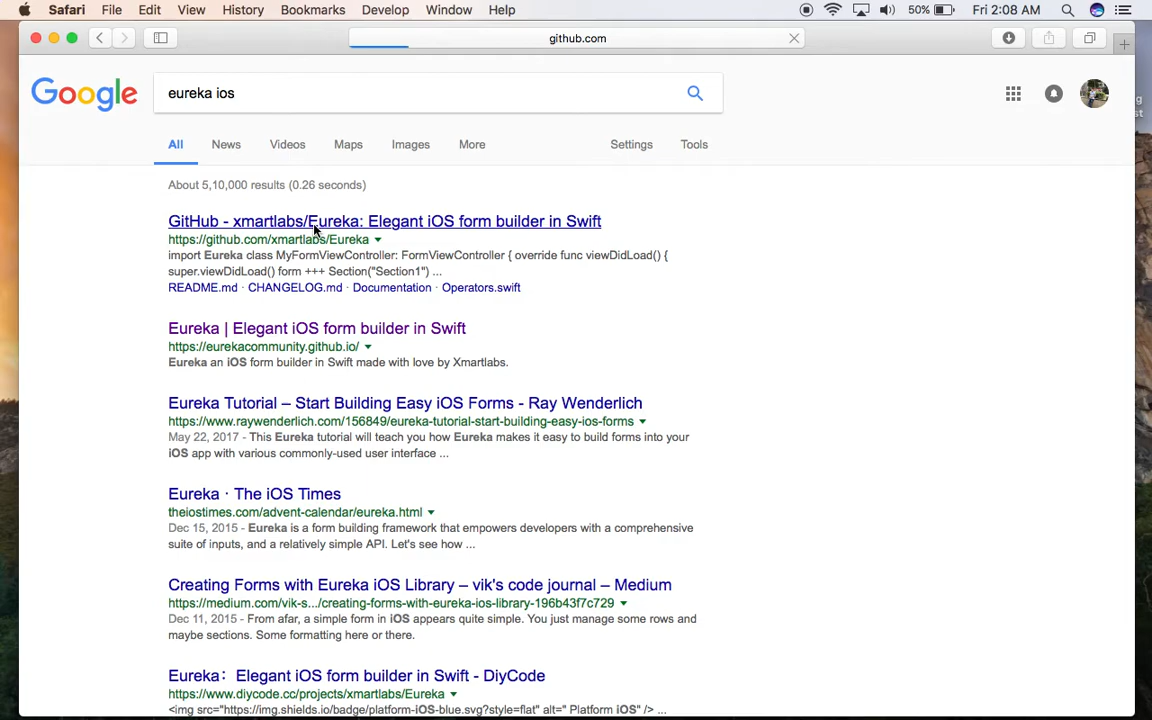 Safari File Edit View History Bookmarks Develop Window Help 50% Fri 2:08 AM
github.com
Google eureka ios
All News Videos Maps Images More Settings Tools
About 5,10,000 results (0.26 seconds)
GitHub - xmartlabs/Eureka: Elegant iOS form builder in Swift
https://github.com/xmartlabs/Eureka
import Eureka class MyFormViewController: FormViewController { override func viewDidLoad() {
super.viewDidLoad() form +++ Section("Section1") ...
README.md · CHANGELOG.md · Documentation · Operators.swift
Eureka | Elegant iOS form builder in Swift
https://eurekacommunity.github.io/
Eureka an iOS form builder in Swift made with love by Xmartlabs.
Eureka Tutorial – Start Building Easy iOS Forms - Ray Wenderlich
https://www.raywenderlich.com/156849/eureka-tutorial-start-building-easy-ios-forms
May 22, 2017 - This Eureka tutorial will teach you how Eureka makes it easy to build forms into your
iOS app with various commonly-used user interface ...
Eureka · The iOS Times
theiostimes.com/advent-calendar/eureka.html
Dec 15, 2015 - Eureka is a form building framework that empowers developers with a comprehensive
suite of inputs, and a relatively simple API. Let's see how ...
Creating Forms with Eureka iOS Library – vik's code journal – Medium
https://medium.com/vik-s.../creating-forms-with-eureka-ios-library-196b43f7c729
Dec 11, 2015 - From afar, a simple form in iOS appears quite simple. You just manage some rows and
maybe sections. Some formatting here or there.
Eureka：Elegant iOS form builder in Swift - DiyCode
https://www.diycode.cc/projects/xmartlabs/Eureka
<img src="https://img.shields.io/badge/platform-iOS-blue.svg?style=flat" alt=" Platform iOS" /> ...